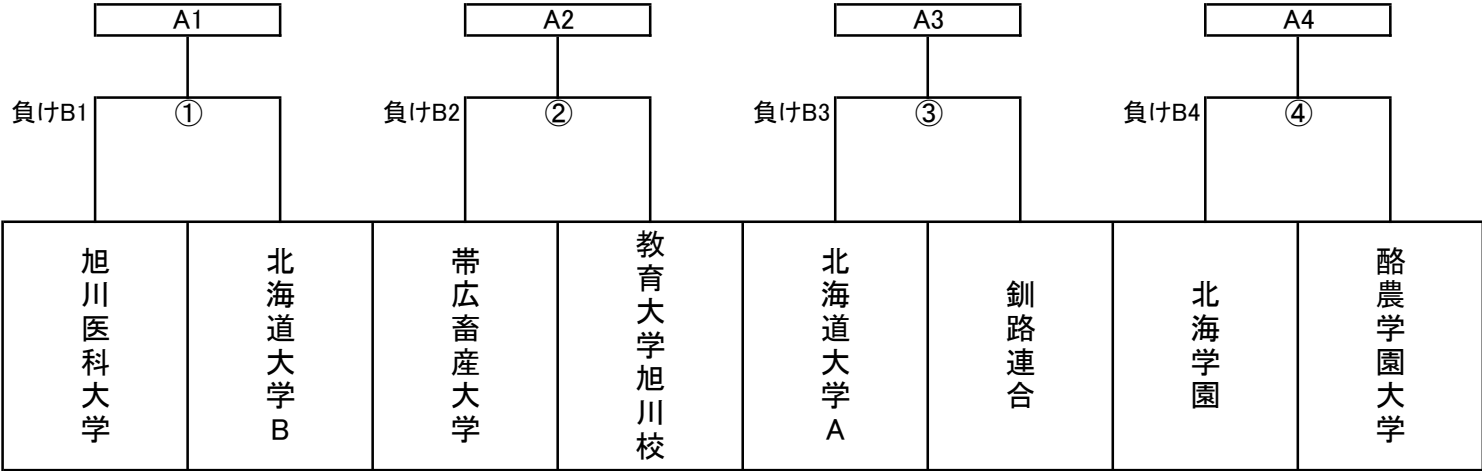 A1
A2
A3
A4
負けB1
①
負けB2
②
負けB3
③
負けB4
④
旭川医科大学
北海道大学B
帯広畜産大学
教育大学旭川校
北海道大学A
釧路連合
北海学園
酪農学園大学